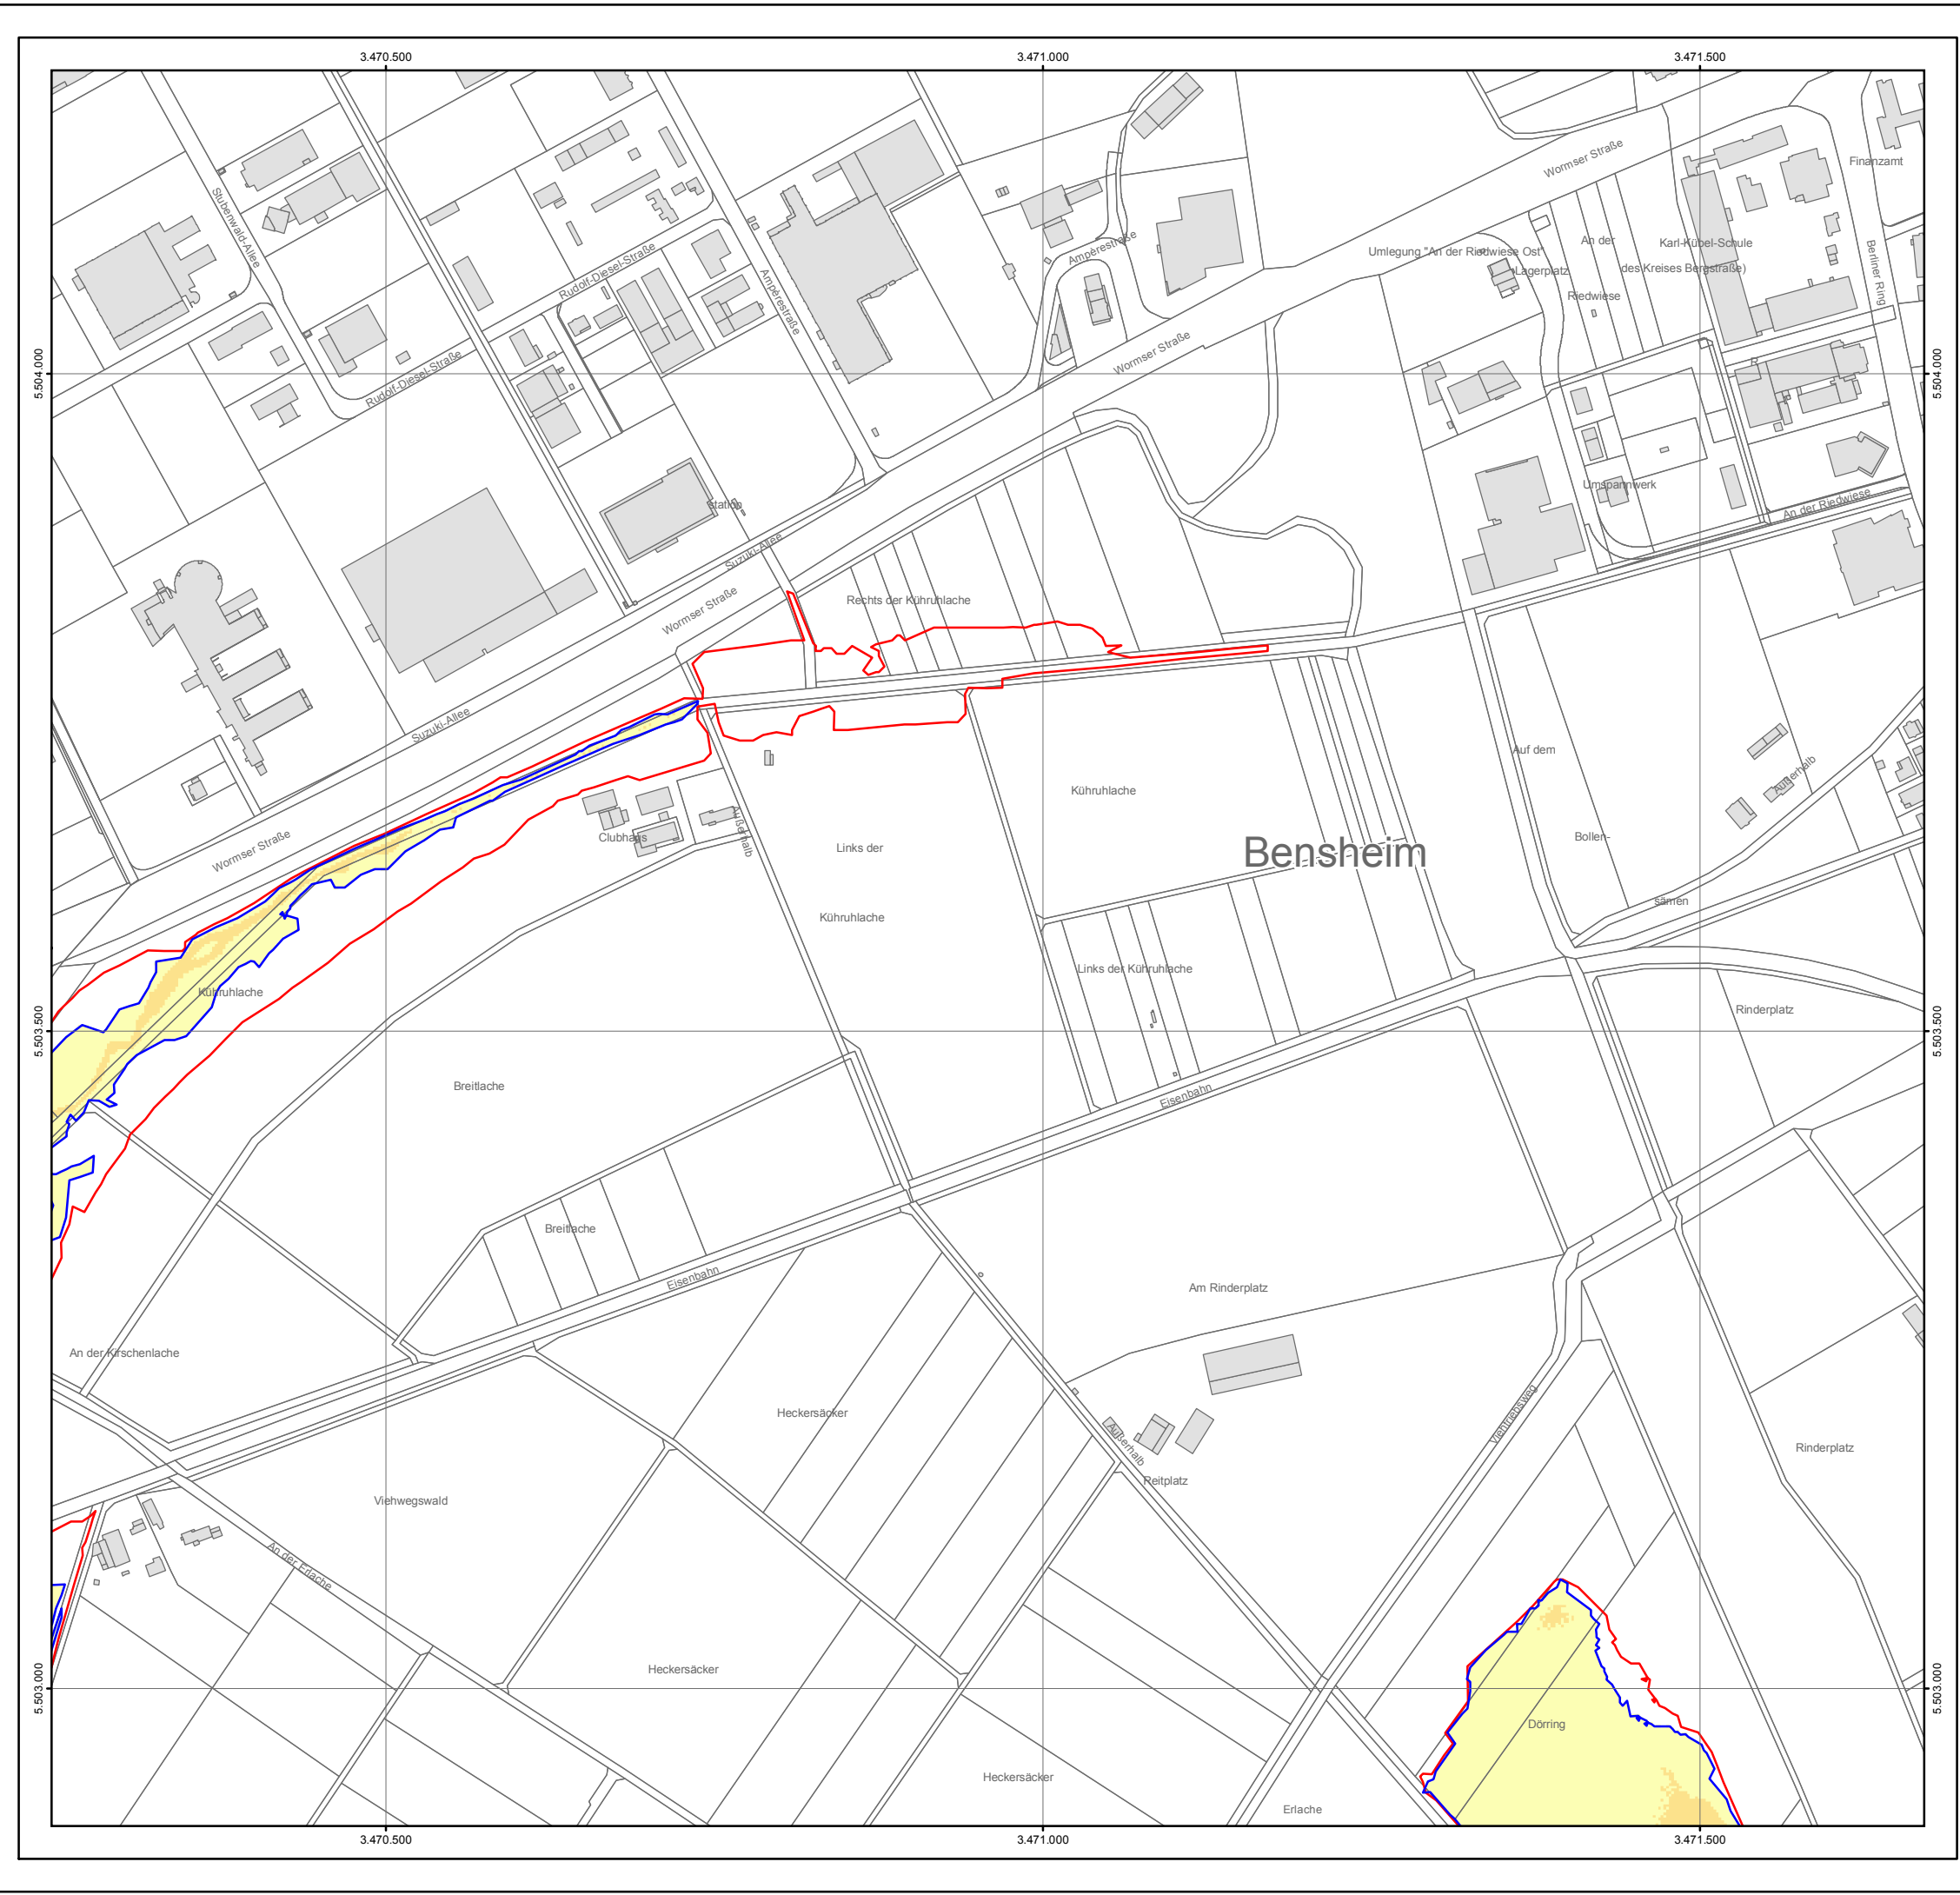 3.470.500
3.471.000
3.471.500
Wormser Straße
Finanzamt
Stubenwald-Allee
Ampèrestraße
Umlegung "An der Riedwiese Ost"
An der
Karl-Kübel-Schule
Rudolf-Diesel-Straße
Lagerplatz
des Kreises Bergstraße)
Berliner Ring
Ampèrestraße
Riedwiese
5.504.000
Rudolf-Diesel-Straße
Wormser Straße
R
5.504.000
Station
Umspannwerk
An der Riedwiese
Suzuki-Allee
Wormser Straße
Rechts der Kühruhlache
Suzuki-Allee
Auf dem
Außerhalb
Kühruhlache
Wormser Straße
Clubhaus
Außerhalb
Links der
Bensheim
Bollen-
Kühruhlache
sämen
Links der Kühruhlache
Kühruhlache
Rinderplatz
5.503.500
5.503.500
Breitlache
Eisenbahn
Breitlache
Eisenbahn
Am Rinderplatz
An der Kirschenlache
Heckersäcker
Viehtriebsweg
Außerhalb
Rinderplatz
Reitplatz
Viehwegswald
An der Erlache
Heckersäcker
5.503.000
5.503.000
Dörring
Heckersäcker
Erlache
3.470.500
3.471.000
3.471.500